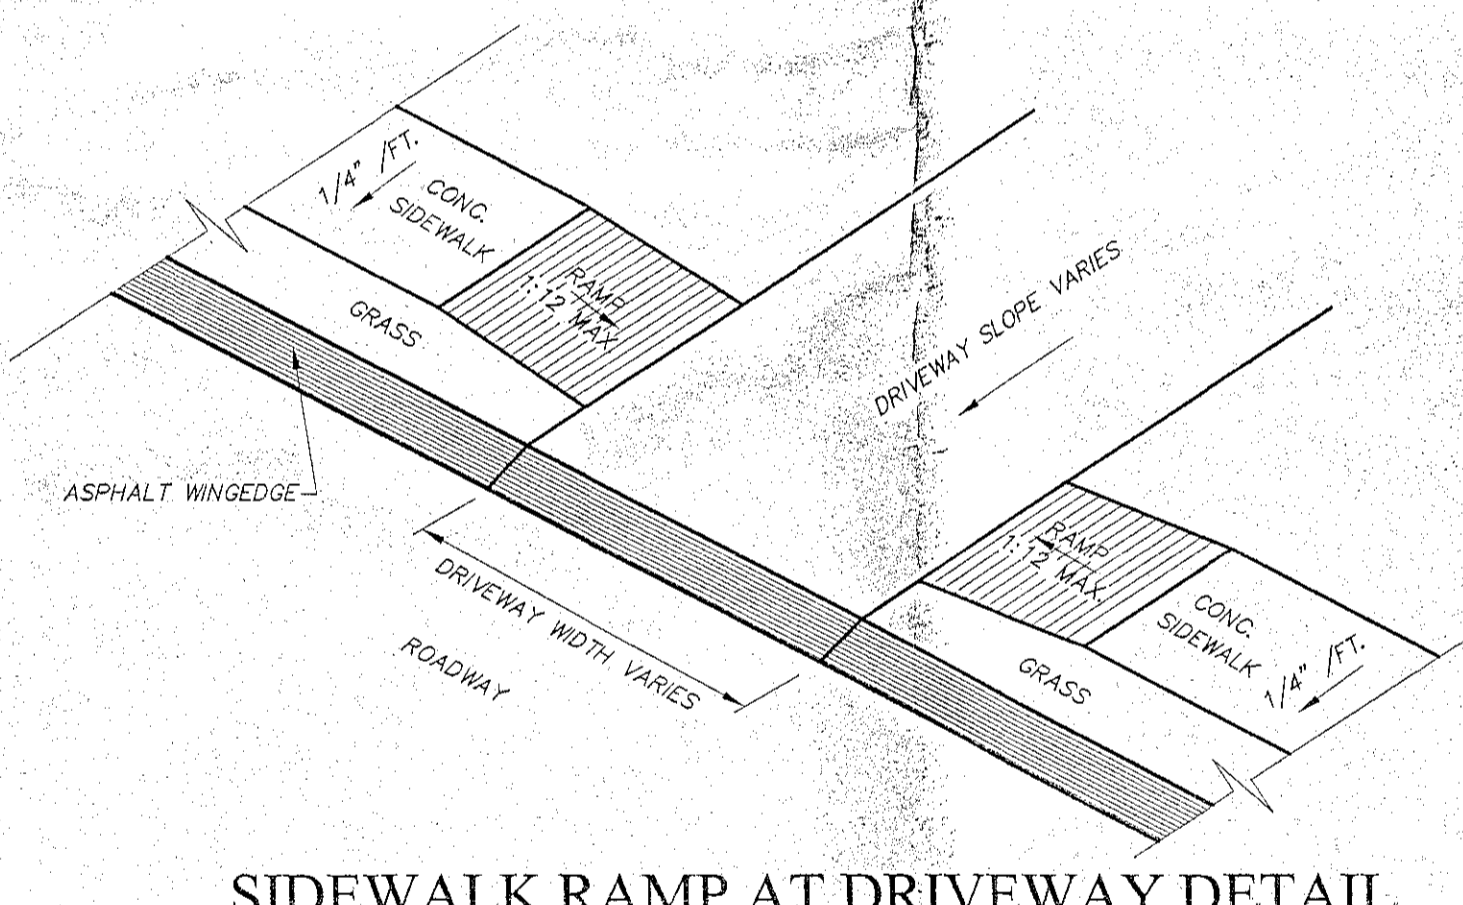 1/4" /FT.
CONC.
SIDEWALK
RAMP
1:12 MAX.
GRASS
DRIVEWAY SLOPE VARIES
ASPHALT WINGEDGE
DRIVEWAY WIDTH VARIES
ROADWAY
RAMP
1:12 MAX.
CONC.
SIDEWALK
1/4" /FT.
GRASS
SIDEWALK RAMP AT DRIVEWAY DETAIL